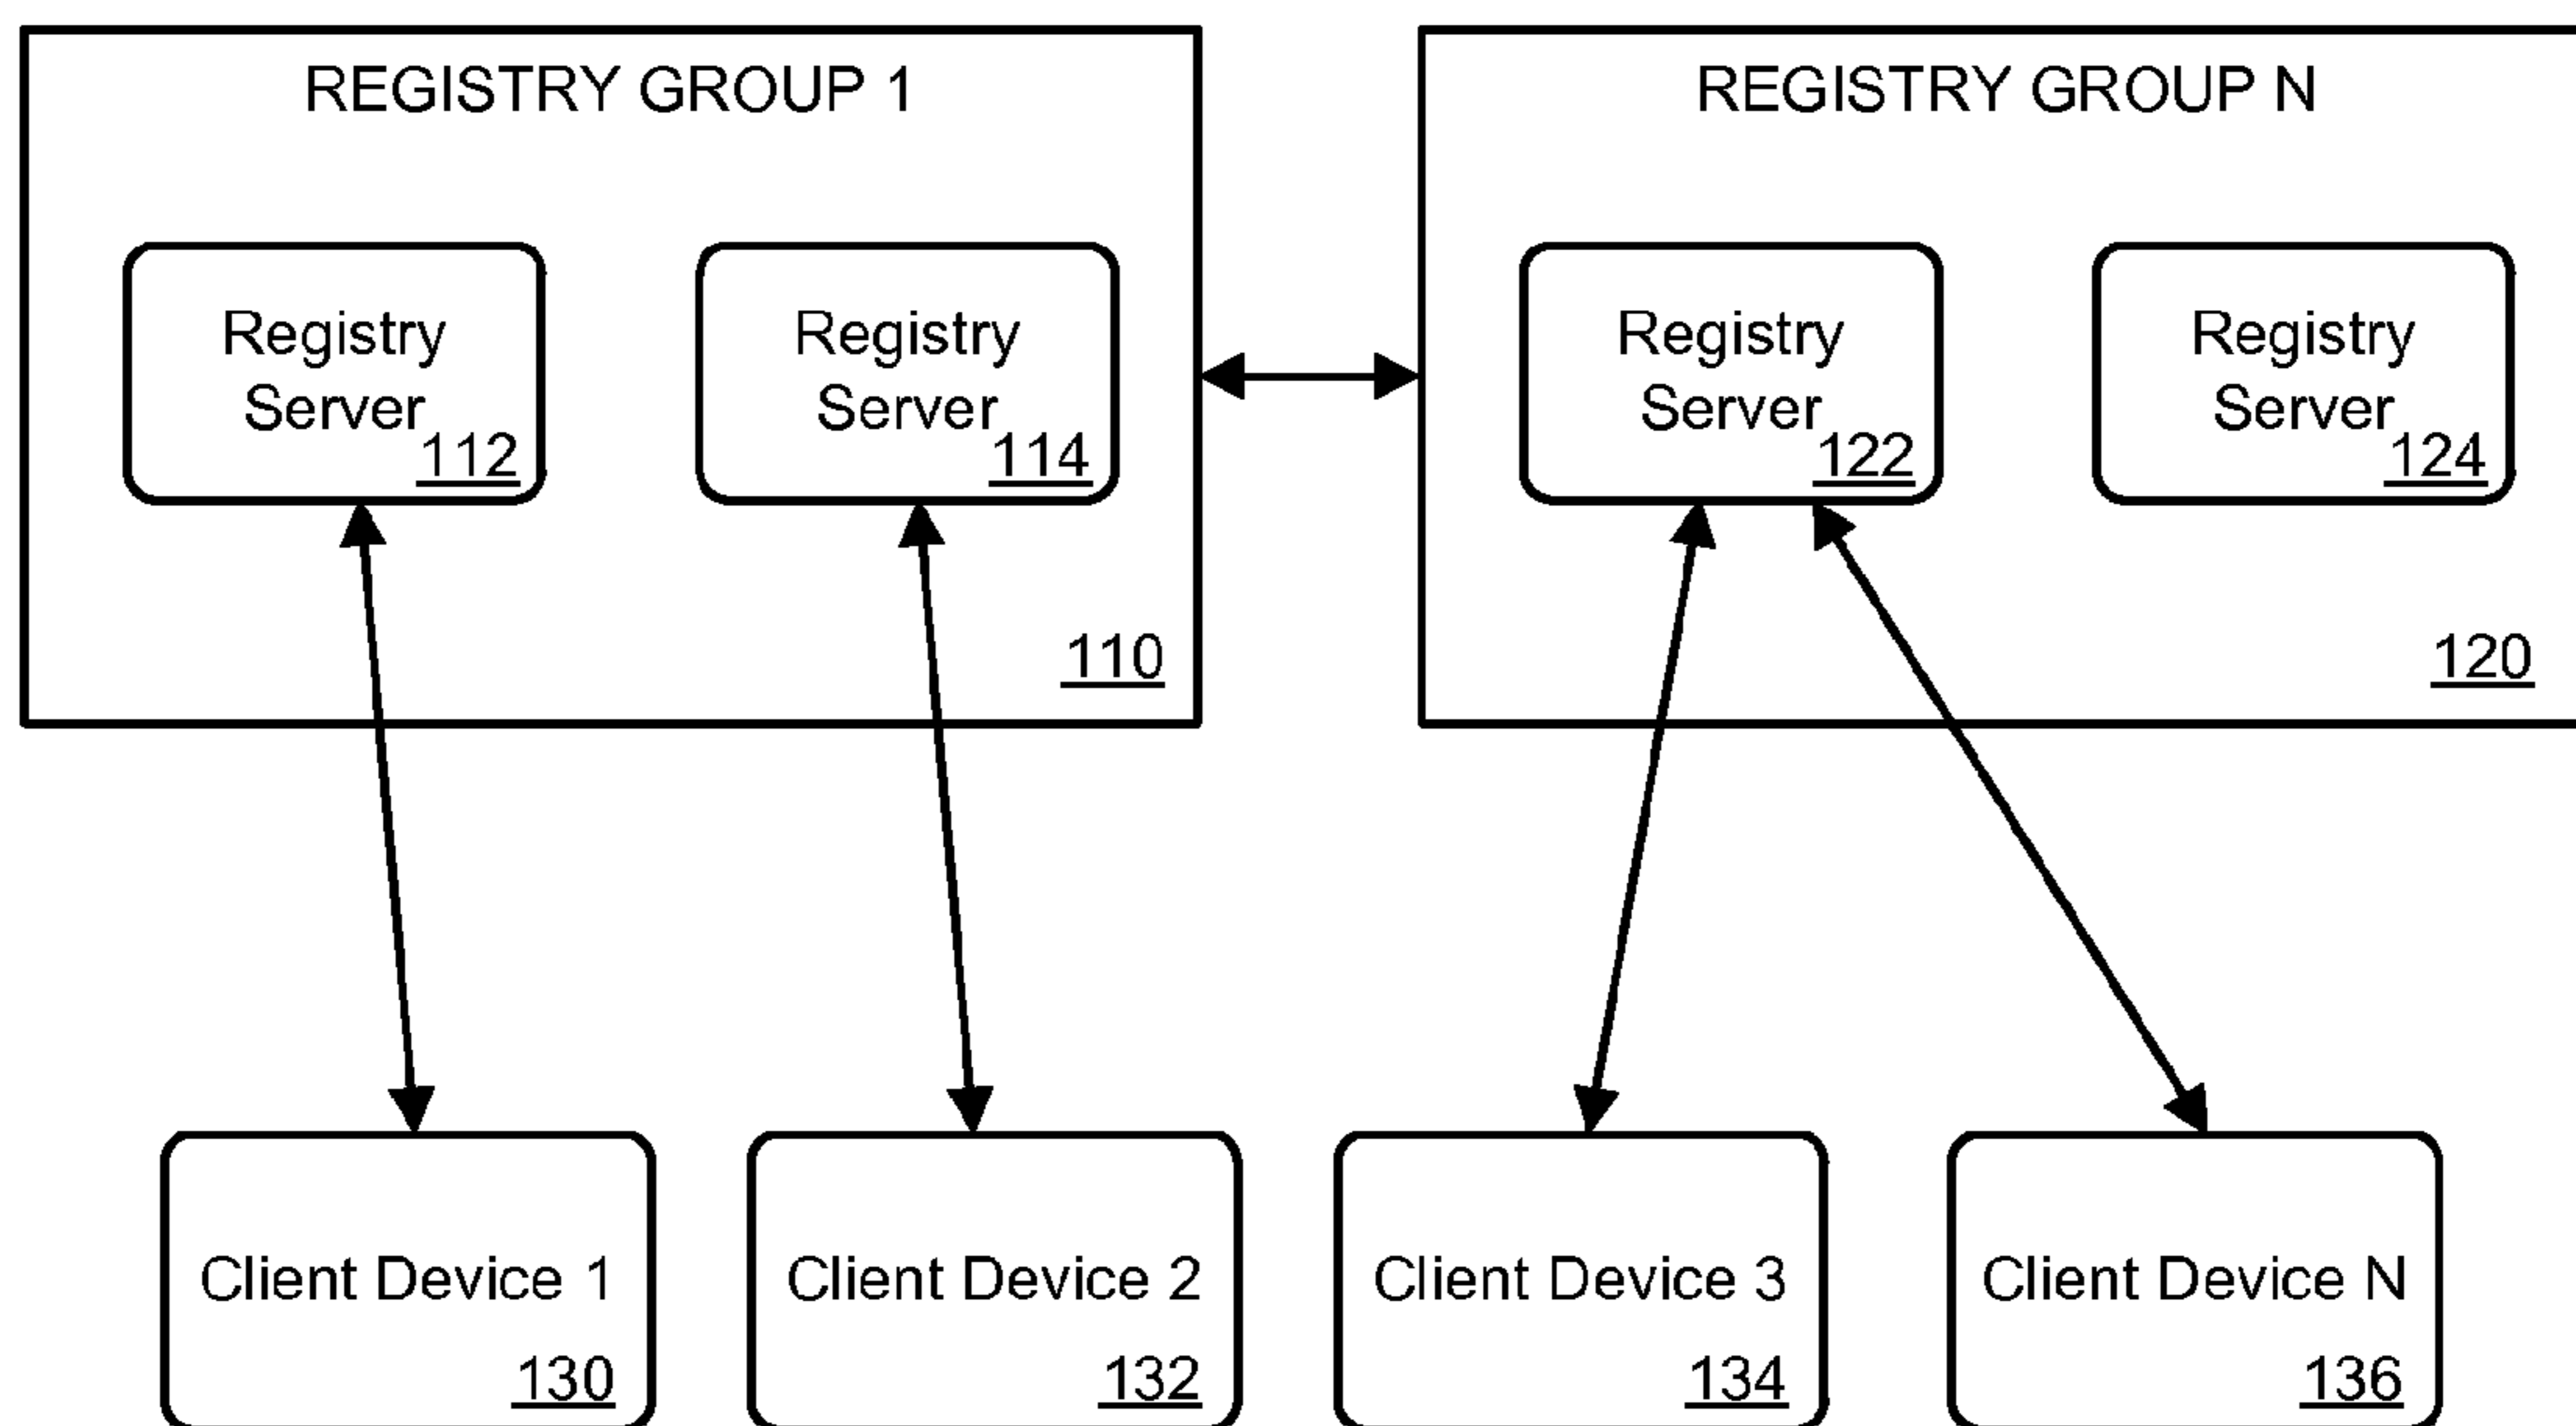 REGISTRY GROUP 1
Registry
Server
112
Registry
Server
114
110
REGISTRY GROUP N
Registry
Server
122
Registry
Server
124
120
Client Device 1
130
Client Device 2
132
Client Device 3
134
Client Device N
136